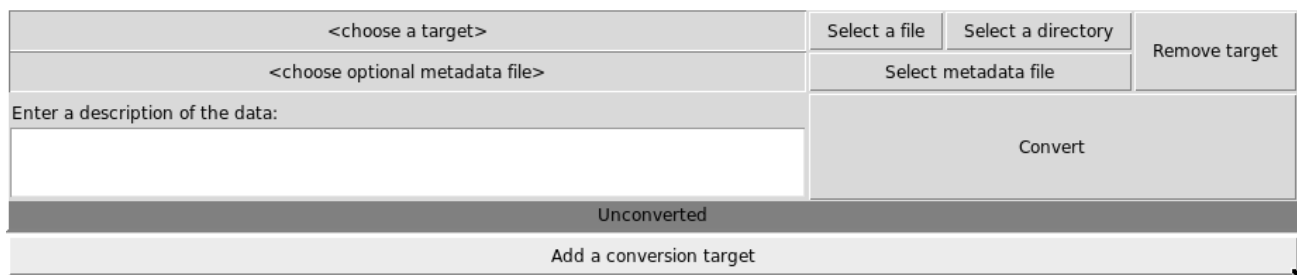 <choose a target> Select a file Select a directory Remove target
<choose optional metadata file> Select metadata file
Enter a description of the data:
Convert
Unconverted
Add a conversion target